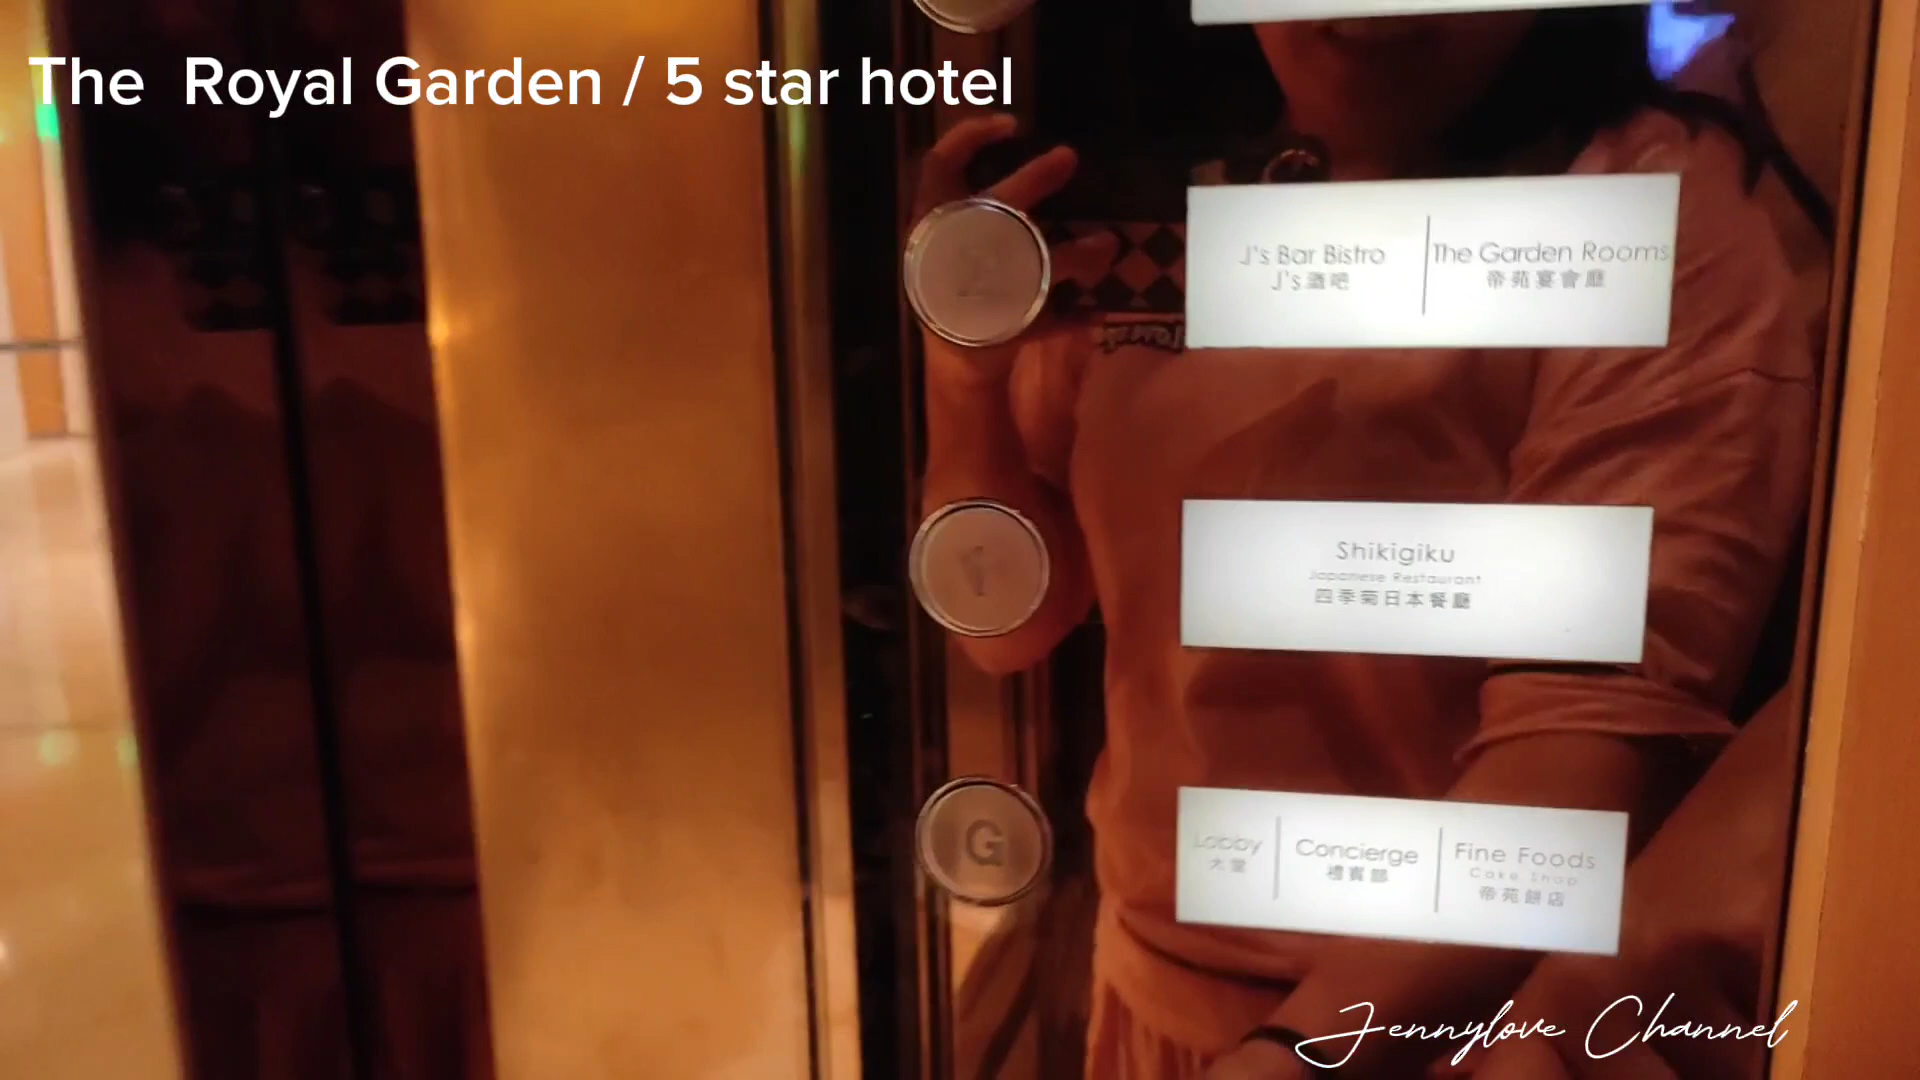 The Royal Garden / 5 star hotel
J's Bar Bistro
J's酒吧
The Garden Rooms
帝苑宴會廳
Shikigiku
Japanese Restaurant
四季菊日本餐廳
G
Lobby
大堂
Concierge
禮賓部
Fine Foods
Cake Shop
帝苑餅店
Jennylove Channel